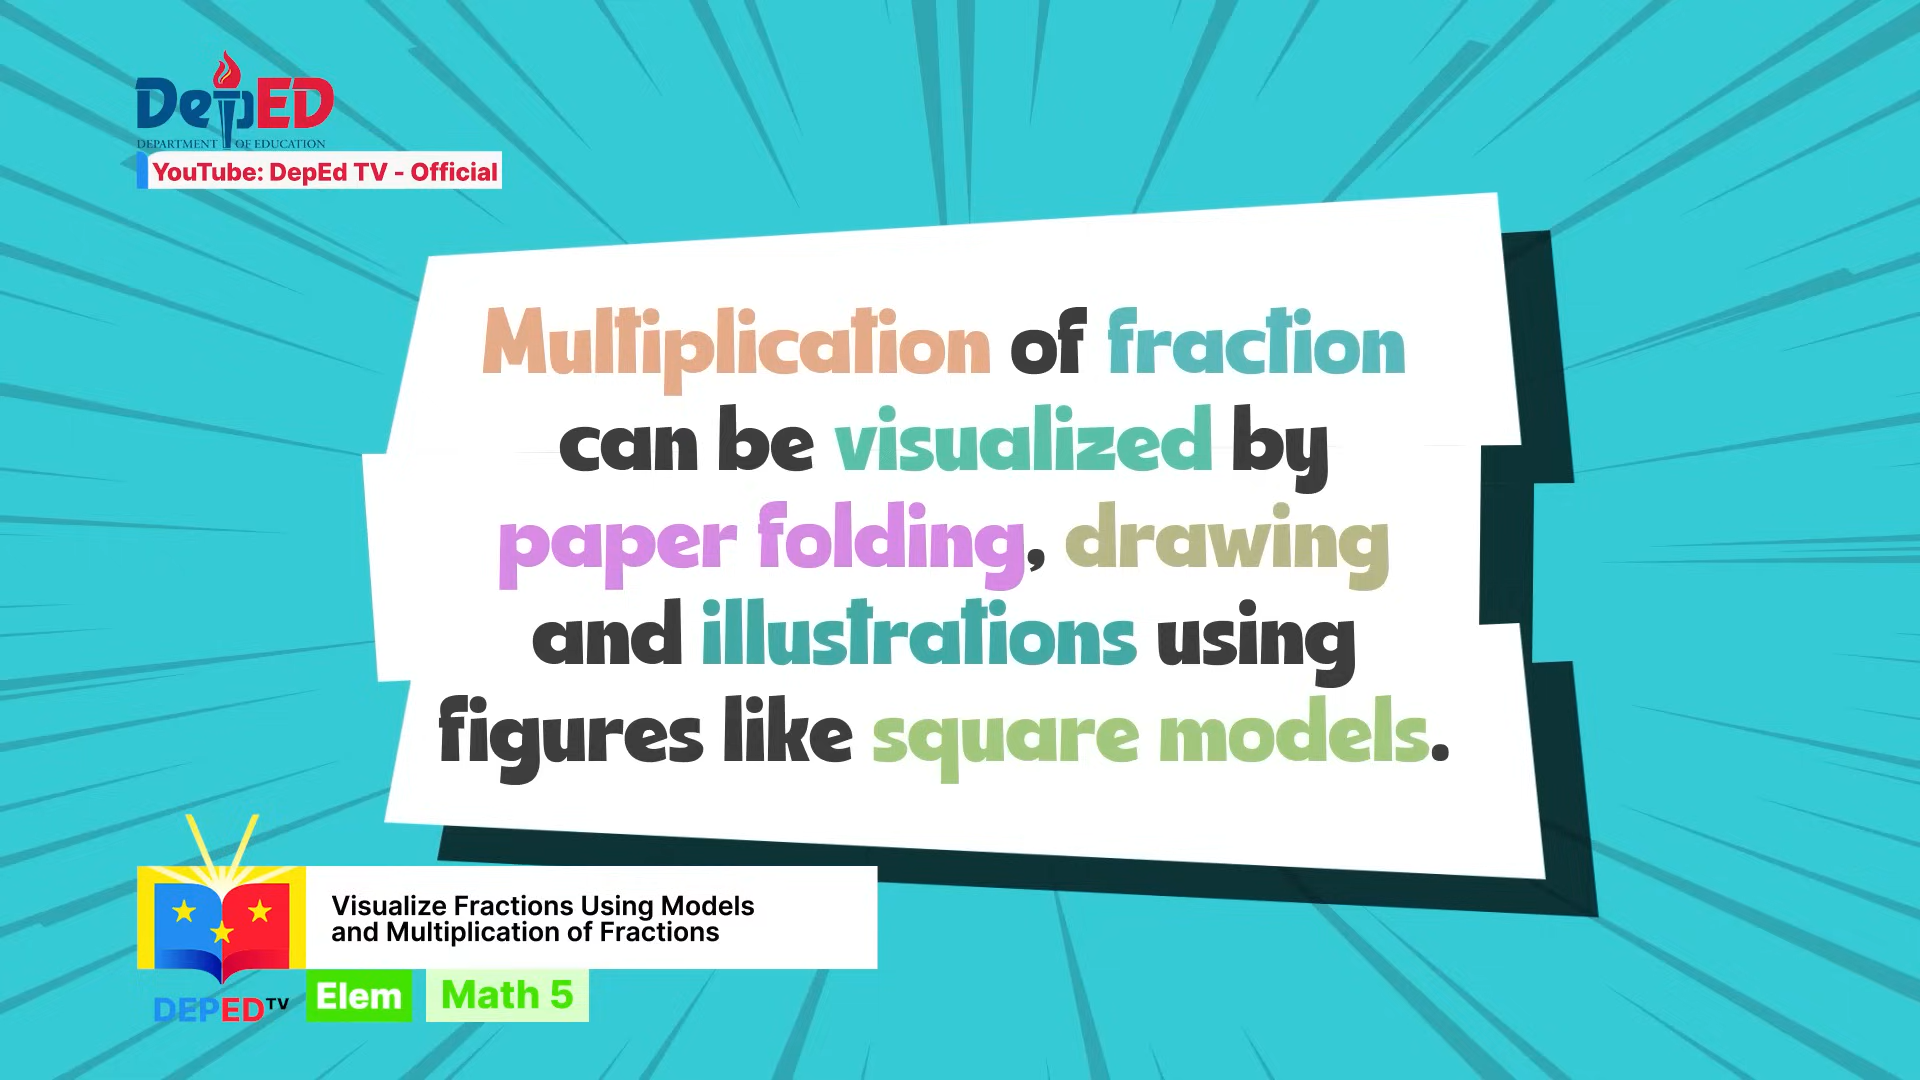 DepED
DEPARTMENT OF EDUCATION
YouTube: DepEd TV - Official
Multiplication of fraction
can be visualized by
paper folding, drawing
and illustrations using
figures like square models.
Visualize Fractions Using Models
and Multiplication of Fractions
DEPED TV
Elem Math 5